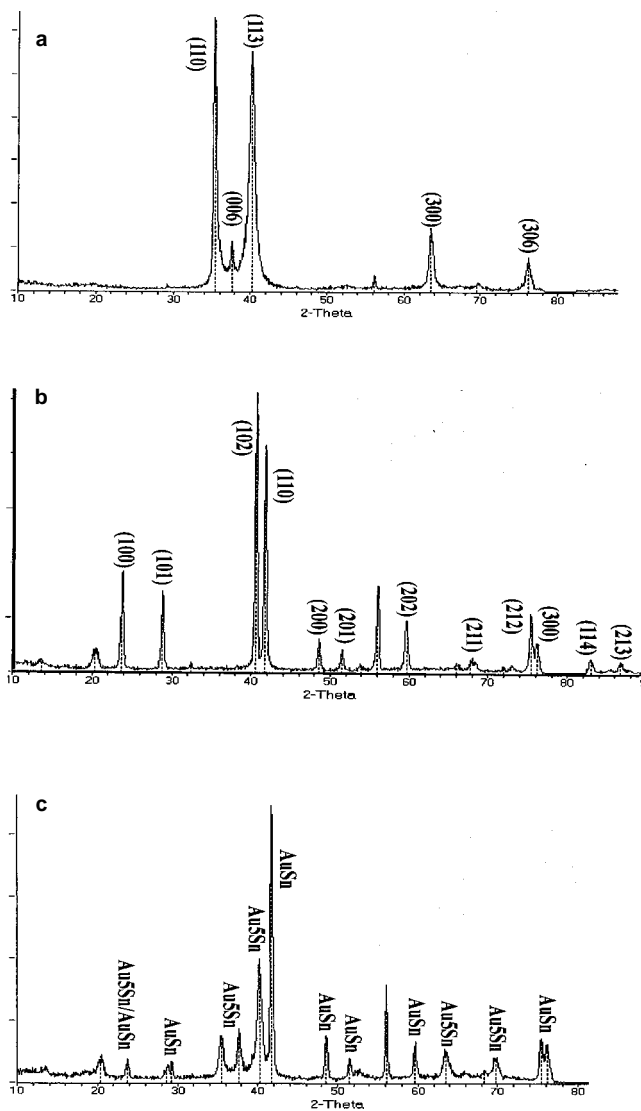 a
(110)
(006)
(113)
(300)
(306)
10 20 30 40 50 60 70 80
2-Theta
b
(100)
(101)
(102)
(110)
(200)
(201)
(202)
(211)
(212)
(300)
(114)
(213)
10 20 30 40 50 60 70 80
2-Theta
c
Au5Sn/AuSn
AuSn
Au5Sn
Au5Sn
AuSn
AuSn
AuSn
AuSn
Au5Sn
Au5Sn
AuSn
10 20 30 40 50 60 70 80
2-Theta